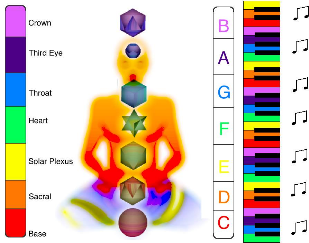 Crown
Third Eye
Throat
Heart
Solar Plexus
Sacral
Base
B
A
G
F
E
D
C